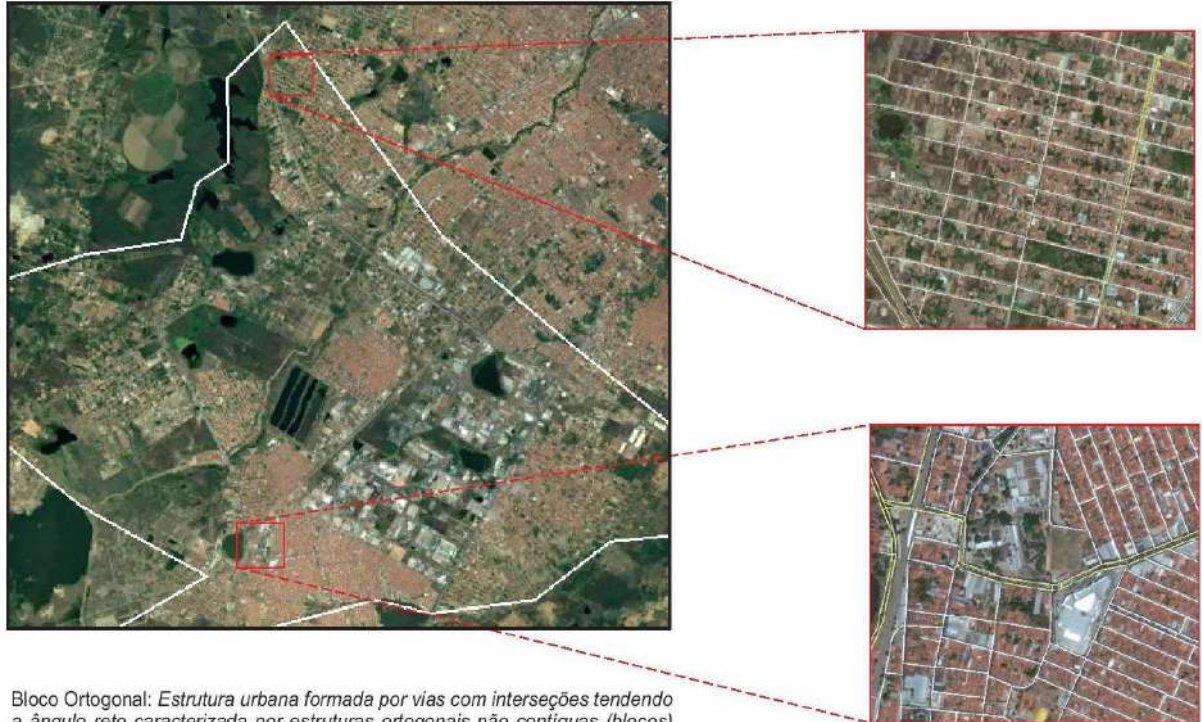 Bloco Ortogonal: Estrutura urbana formada por vias com interseções tendendo
a ângulo reto caracterizada por estruturas ortogonais não contíguas (blocos)